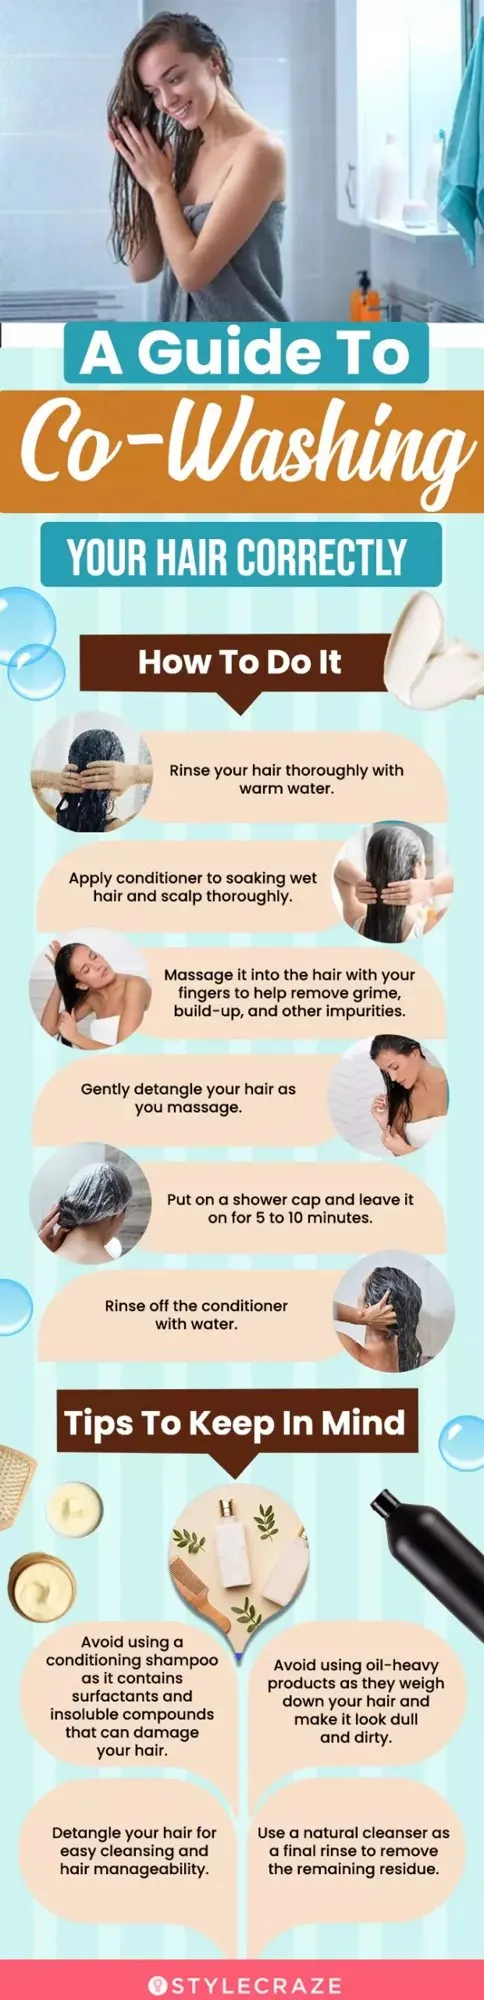 A Guide To
Co-Washing
YOUR HAIR CORRECTLY
How To Do It
Rinse your hair thoroughly with
warm water.
Apply conditioner to soaking wet
hair and scalp thoroughly.
Massage it into the hair with your
fingers to help remove grime,
build-up, and other impurities.
Gently detangle your hair as
you massage.
Put on a shower cap and leave it
on for 5 to 10 minutes.
Rinse off the conditioner
with water.
Tips To Keep In Mind
Avoid using a
conditioning shampoo
as it contains
surfactants and
insoluble compounds
that can damage
your hair.
Avoid using oil-heavy
products as they weigh
down your hair and
make it look dull
and dirty.
Detangle your hair for
easy cleansing and
hair manageability.
Use a natural cleanser as
a final rinse to remove
the remaining residue.
STYLECRAZE